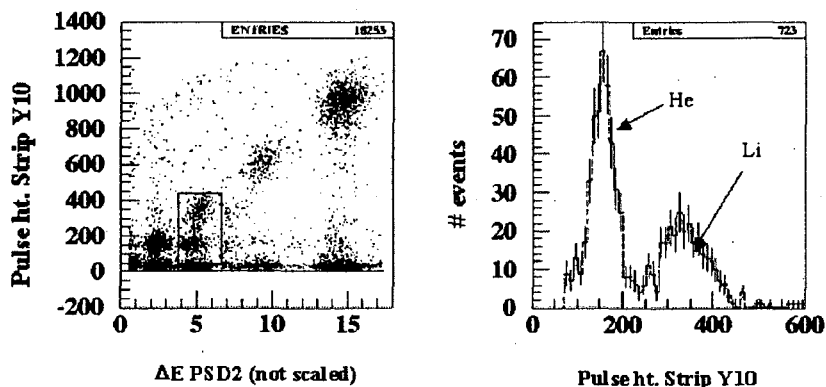 ENTRIES 18253
1400
1200
1000
800
600
400
200
0
-200
0 5 10 15
Pulse ht. Strip Y10
ΔE PSD2 (not scaled)
Entries 723
70
60
50
40
30
20
10
0
0 200 400 600
# events
He
Li
Pulse ht. Strip Y10